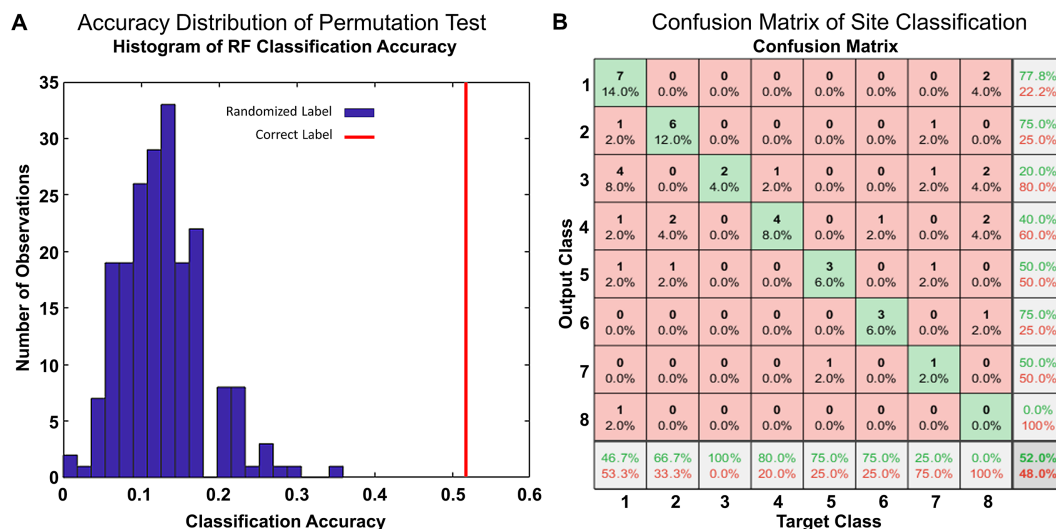 A
Accuracy Distribution of Permutation Test
Histogram of RF Classification Accuracy
35
30
25
20
15
10
5
0
Number of Observations
Randomized Label
Correct Label
0 0.1 0.2 0.3 0.4 0.5 0.6
Classification Accuracy
B
Confusion Matrix of Site Classification
Confusion Matrix
Output Class
1 7 0 0 0 0 0 0 2 77.8%
14.0% 0.0% 0.0% 0.0% 0.0% 0.0% 0.0% 4.0% 22.2%
2 1 6 0 0 0 0 1 0 75.0%
2.0% 12.0% 0.0% 0.0% 0.0% 0.0% 2.0% 0.0% 25.0%
3 4 0 2 1 0 0 1 2 20.0%
8.0% 0.0% 4.0% 2.0% 0.0% 0.0% 2.0% 4.0% 80.0%
4 1 2 0 4 0 1 0 2 40.0%
2.0% 4.0% 0.0% 8.0% 0.0% 2.0% 0.0% 4.0% 60.0%
5 1 1 0 0 3 0 1 0 50.0%
2.0% 2.0% 0.0% 0.0% 6.0% 0.0% 2.0% 0.0% 50.0%
6 0 0 0 0 0 3 0 1 75.0%
0.0% 0.0% 0.0% 0.0% 0.0% 6.0% 0.0% 2.0% 25.0%
7 0 0 0 0 1 0 1 0 50.0%
0.0% 0.0% 0.0% 0.0% 2.0% 0.0% 2.0% 0.0% 50.0%
8 1 0 0 0 0 0 0 0 0.0%
2.0% 0.0% 0.0% 0.0% 0.0% 0.0% 0.0% 0.0% 100%
46.7% 66.7% 100% 80.0% 75.0% 75.0% 25.0% 0.0% 52.0%
53.3% 33.3% 0.0% 20.0% 25.0% 25.0% 75.0% 100% 48.0%
1 2 3 4 5 6 7 8
Target Class